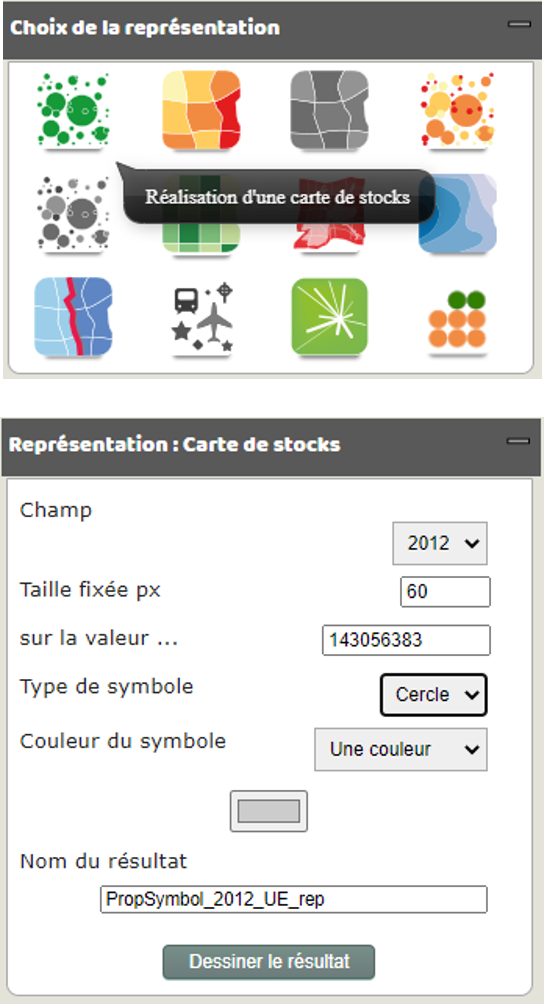 Choix de la représentation
Réalisation d'une carte de stocks
Représentation : Carte de stocks
Champ
2012
Taille fixée px
60
sur la valeur ...
143056383
Type de symbole
Cercle
Couleur du symbole
Une couleur
Nom du résultat
PropSymbol_2012_UE_rep
Dessiner le résultat